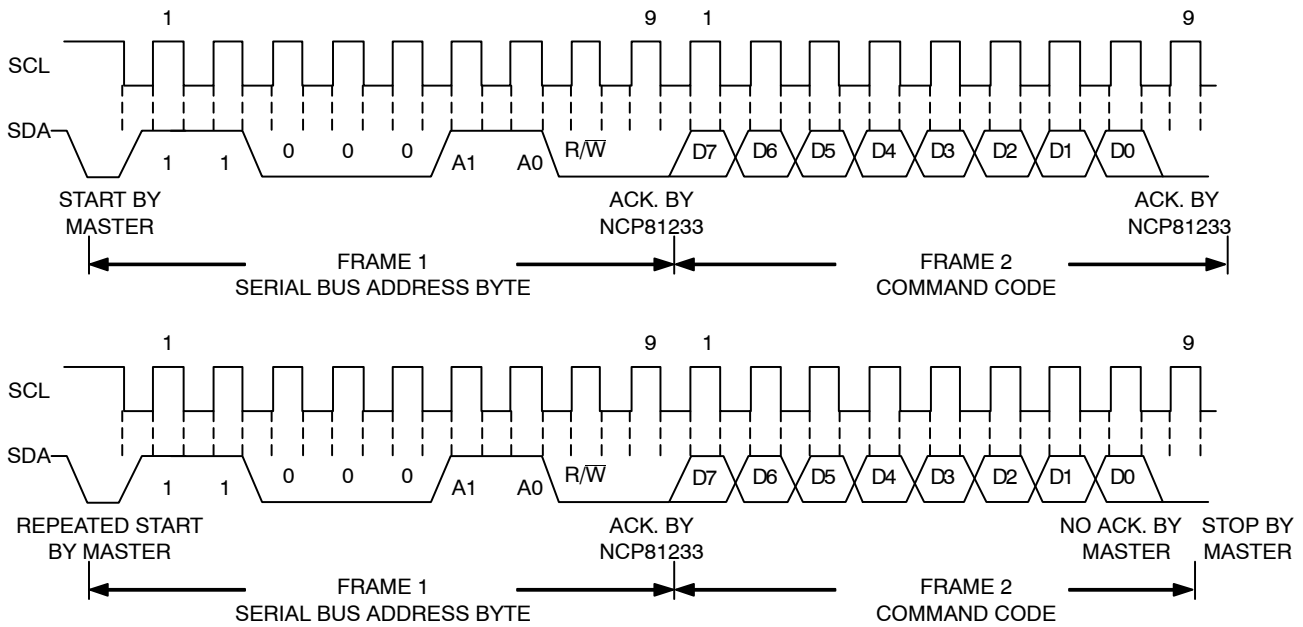 1 9 1 9
SCL
SDA
1 1 0 0 0 A1 A0 R/W̅ D7 D6 D5 D4 D3 D2 D1 D0
START BY MASTER
ACK. BY NCP81233
ACK. BY NCP81233
FRAME 1
SERIAL BUS ADDRESS BYTE
FRAME 2
COMMAND CODE
1 9 1 9
SCL
SDA
1 1 0 0 0 A1 A0 R/W̅ D7 D6 D5 D4 D3 D2 D1 D0
REPEATED START BY MASTER
ACK. BY NCP81233
NO ACK. BY MASTER
STOP BY MASTER
FRAME 1
SERIAL BUS ADDRESS BYTE
FRAME 2
COMMAND CODE